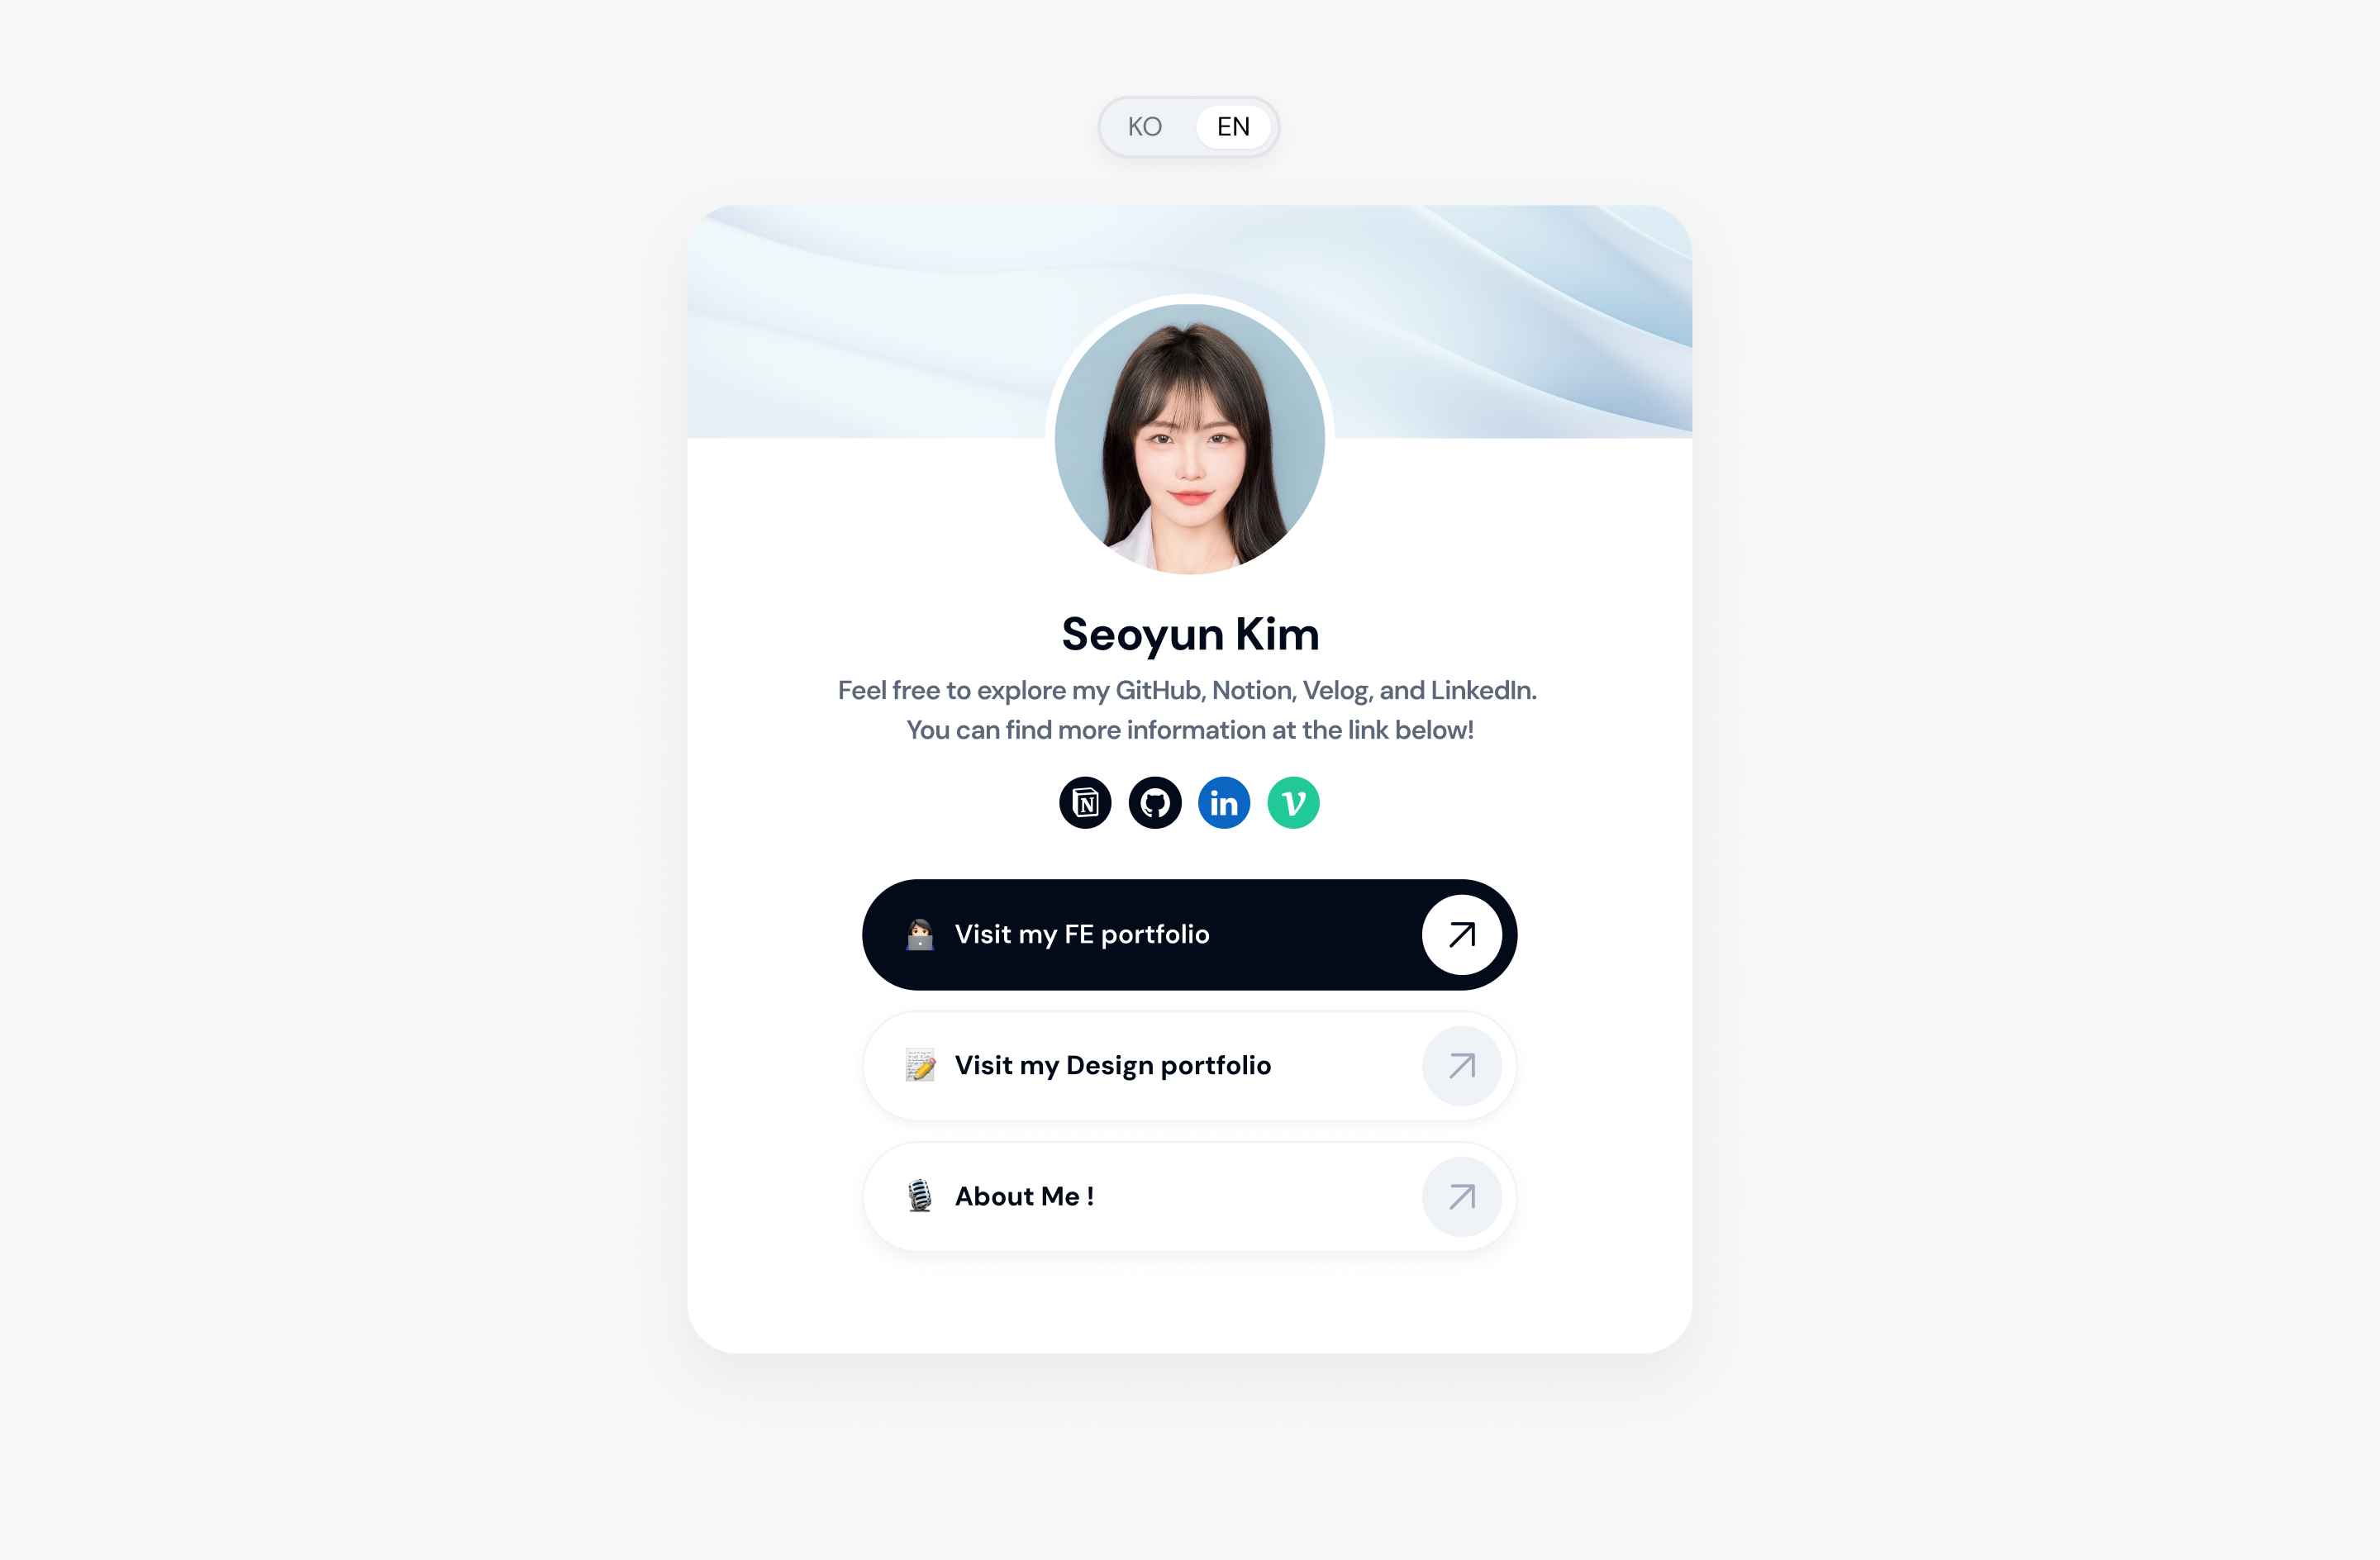 KO
EN
Seoyun Kim
Feel free to explore my GitHub, Notion, Velog, and LinkedIn.
You can find more information at the link below!
N
in
v
Visit my FE portfolio
Visit my Design portfolio
About Me !